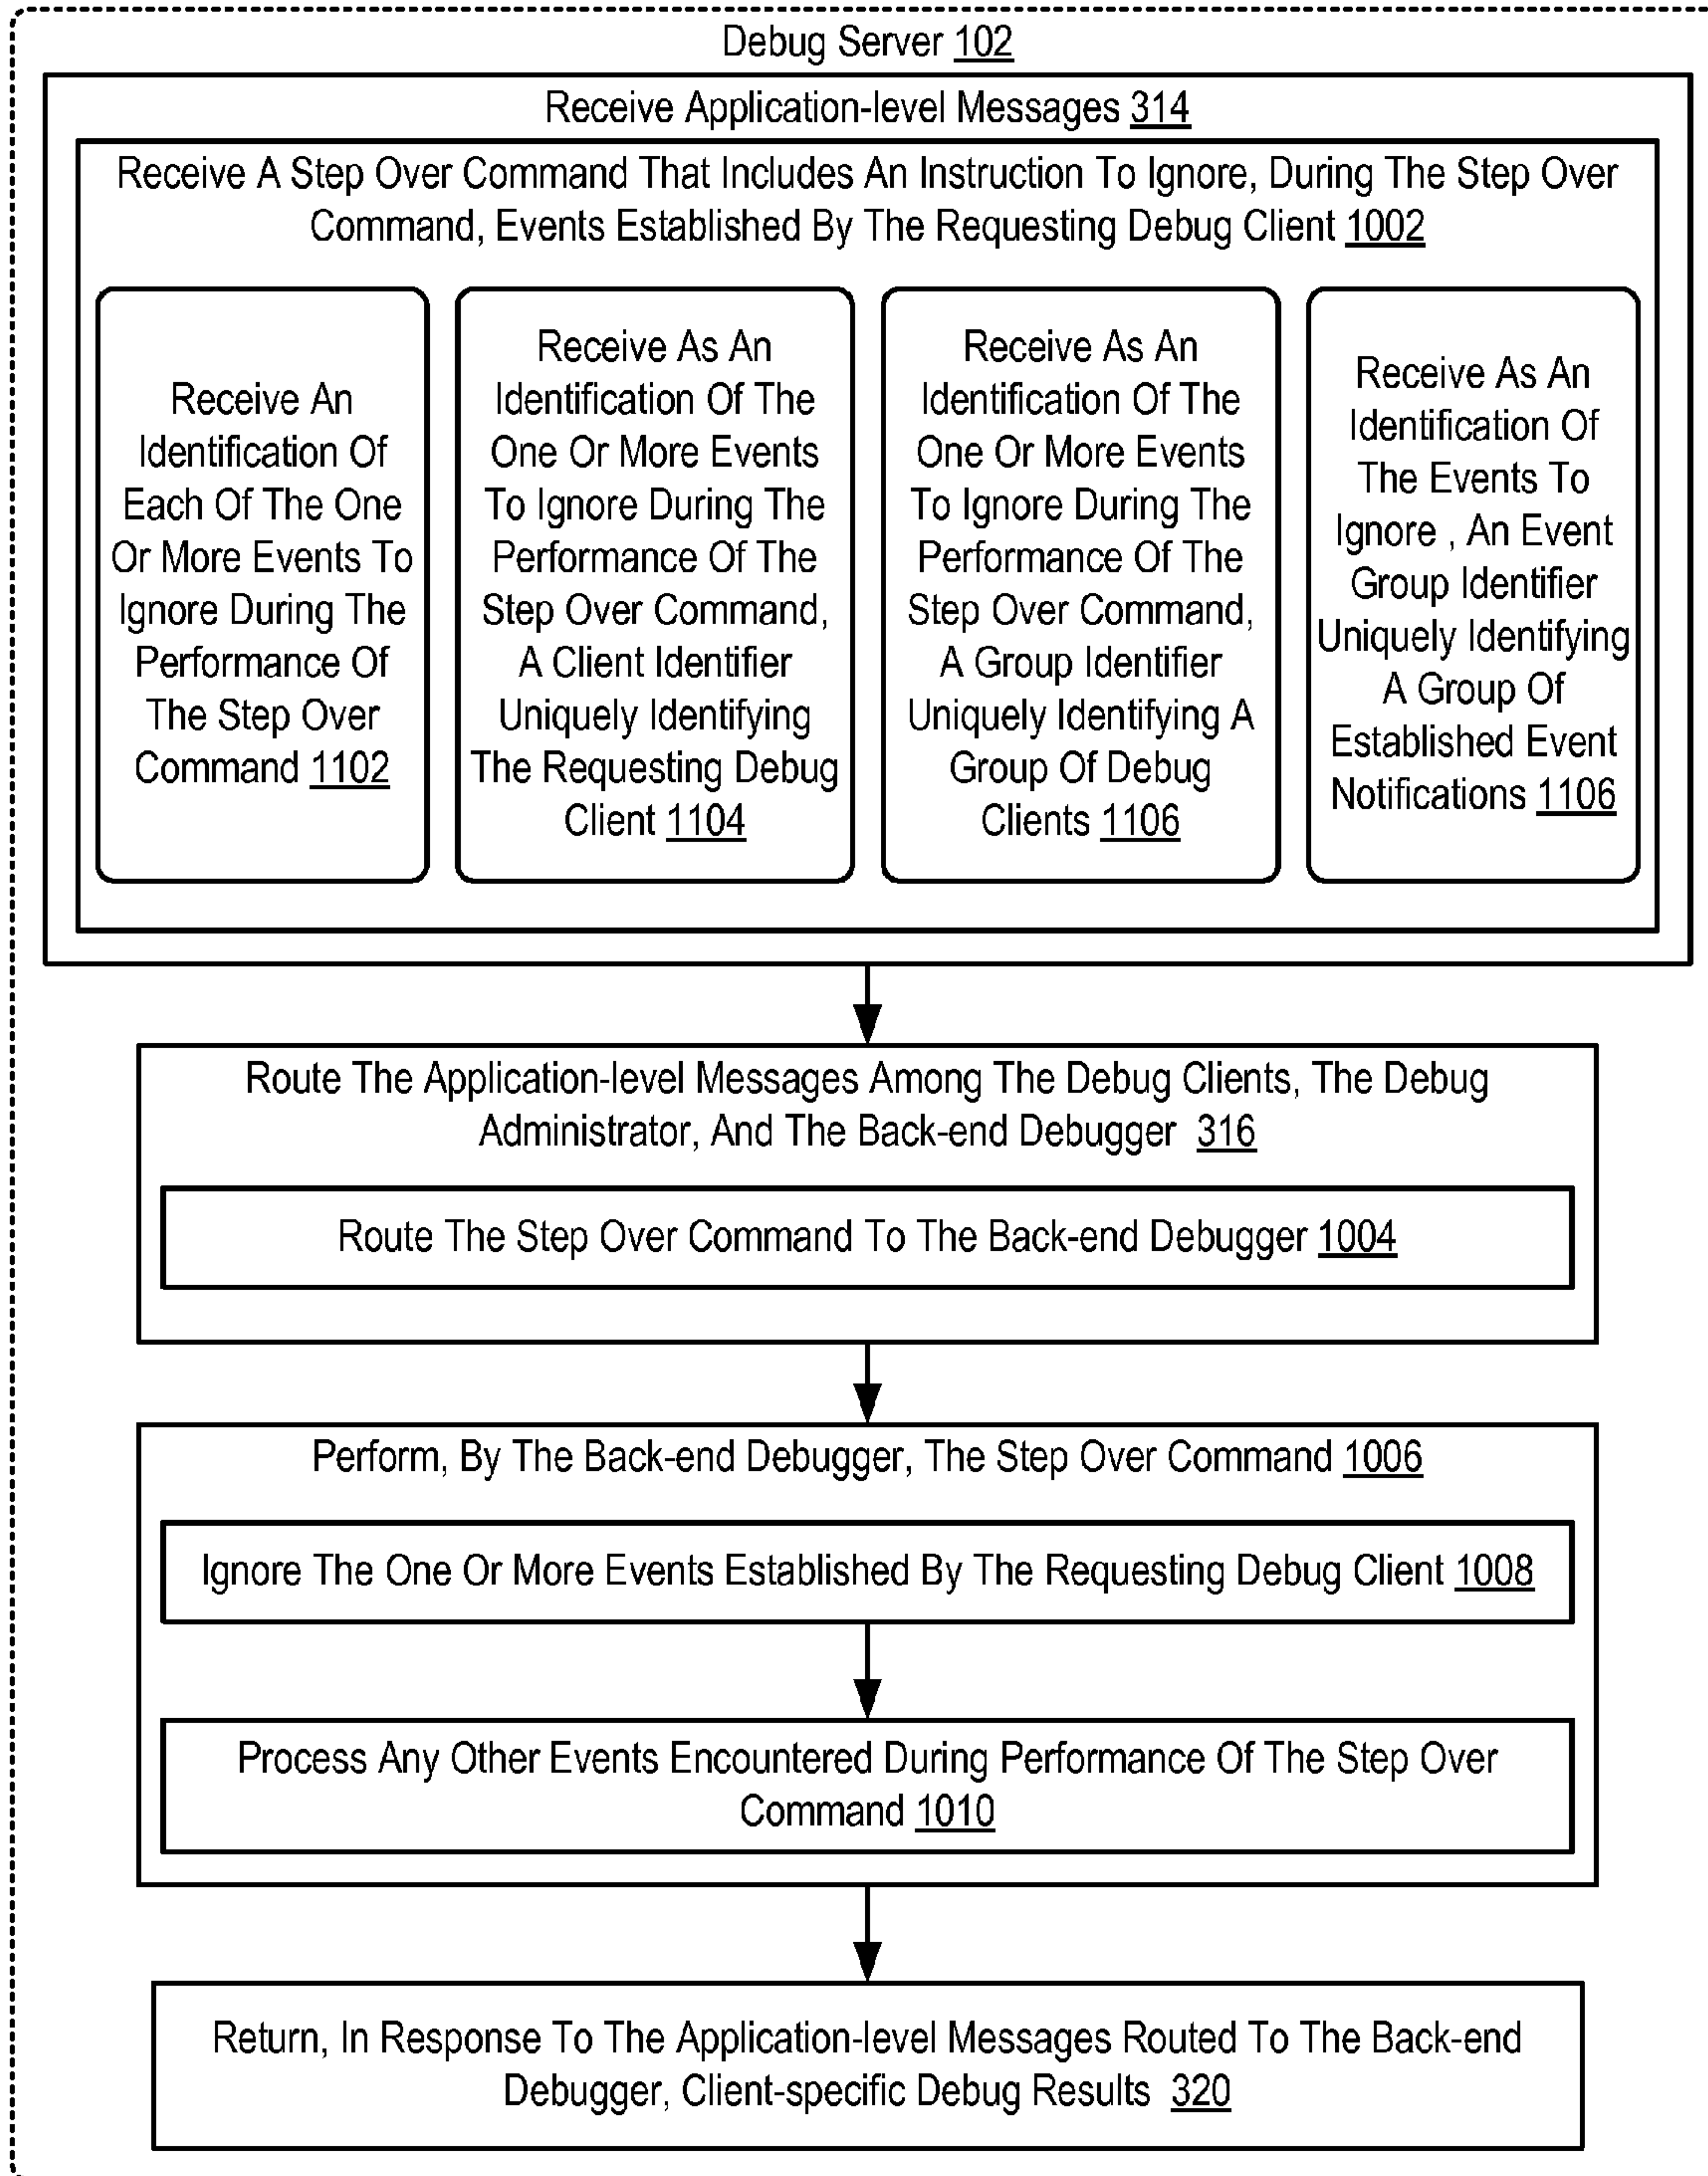 Debug Server 102
Receive Application-level Messages 314
Receive A Step Over Command That Includes An Instruction To Ignore, During The Step Over
Command, Events Established By The Requesting Debug Client 1002
Receive An
Identification Of
Each Of The One
Or More Events To
Ignore During The
Performance Of
The Step Over
Command 1102
Receive As An
Identification Of The
One Or More Events
To Ignore During The
Performance Of The
Step Over Command,
A Client Identifier
Uniquely Identifying
The Requesting Debug
Client 1104
Receive As An
Identification Of The
One Or More Events
To Ignore During The
Performance Of The
Step Over Command,
A Group Identifier
Uniquely Identifying A
Group Of Debug
Clients 1106
Receive As An
Identification Of
The Events To
Ignore , An Event
Group Identifier
Uniquely Identifying
A Group Of
Established Event
Notifications 1106
Route The Application-level Messages Among The Debug Clients, The Debug
Administrator, And The Back-end Debugger 316
Route The Step Over Command To The Back-end Debugger 1004
Perform, By The Back-end Debugger, The Step Over Command 1006
Ignore The One Or More Events Established By The Requesting Debug Client 1008
Process Any Other Events Encountered During Performance Of The Step Over
Command 1010
Return, In Response To The Application-level Messages Routed To The Back-end
Debugger, Client-specific Debug Results 320